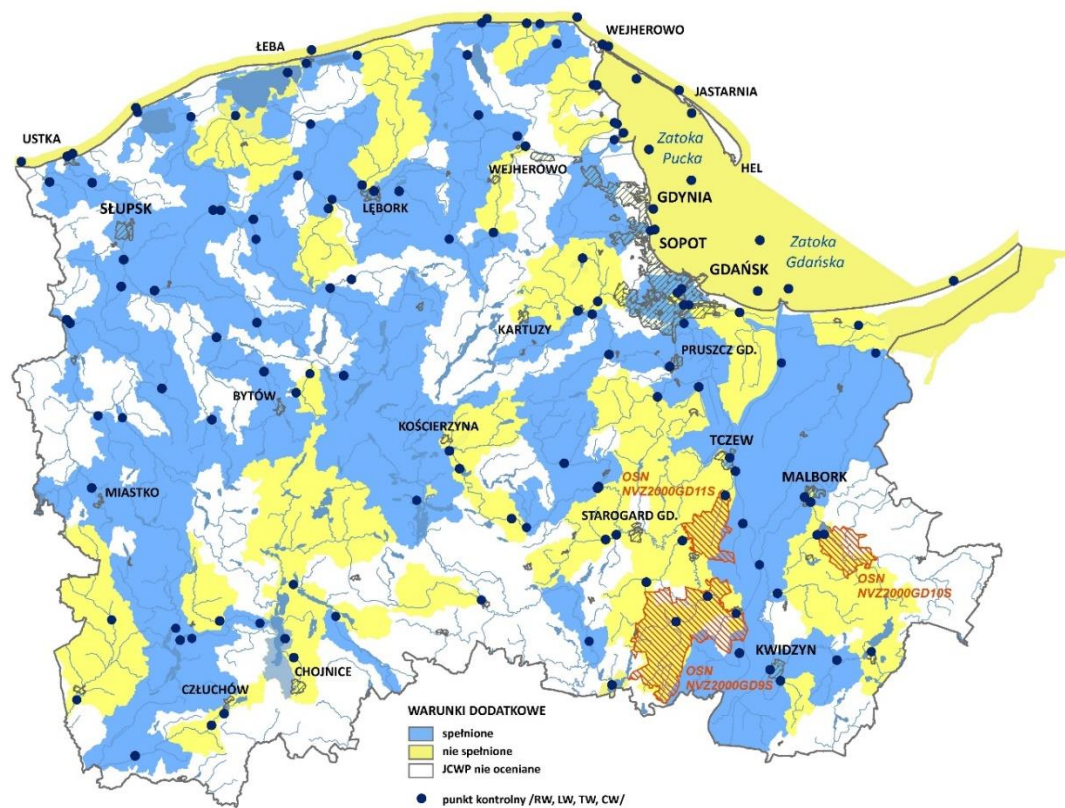 WEJHEROWO
ŁEBA
JASTARNIA
USTKA
Zatoka
Pucka
HEL
WEJHEROWO
GDYNIA
LĘBORK
SŁUPSK
SOPOT
Zatoka
Gdańska
GDAŃSK
KARTUZY
PRUSZCZ GD.
BYTÓW
KOŚCIERZYNA
TCZEW
OSN
NVZ2000GD11S
MALBORK
MIASTKO
STAROGARD GD.
OSN
NVZ2000GD10S
KWIDZYN
OSN
NVZ2000GD9S
CHOJNICE
CZŁUCHÓW
WARUNKI DODATKOWE
spełnione
nie spełnione
JCWP nie oceniane
punkt kontrolny /RW, LW, TW, CW/